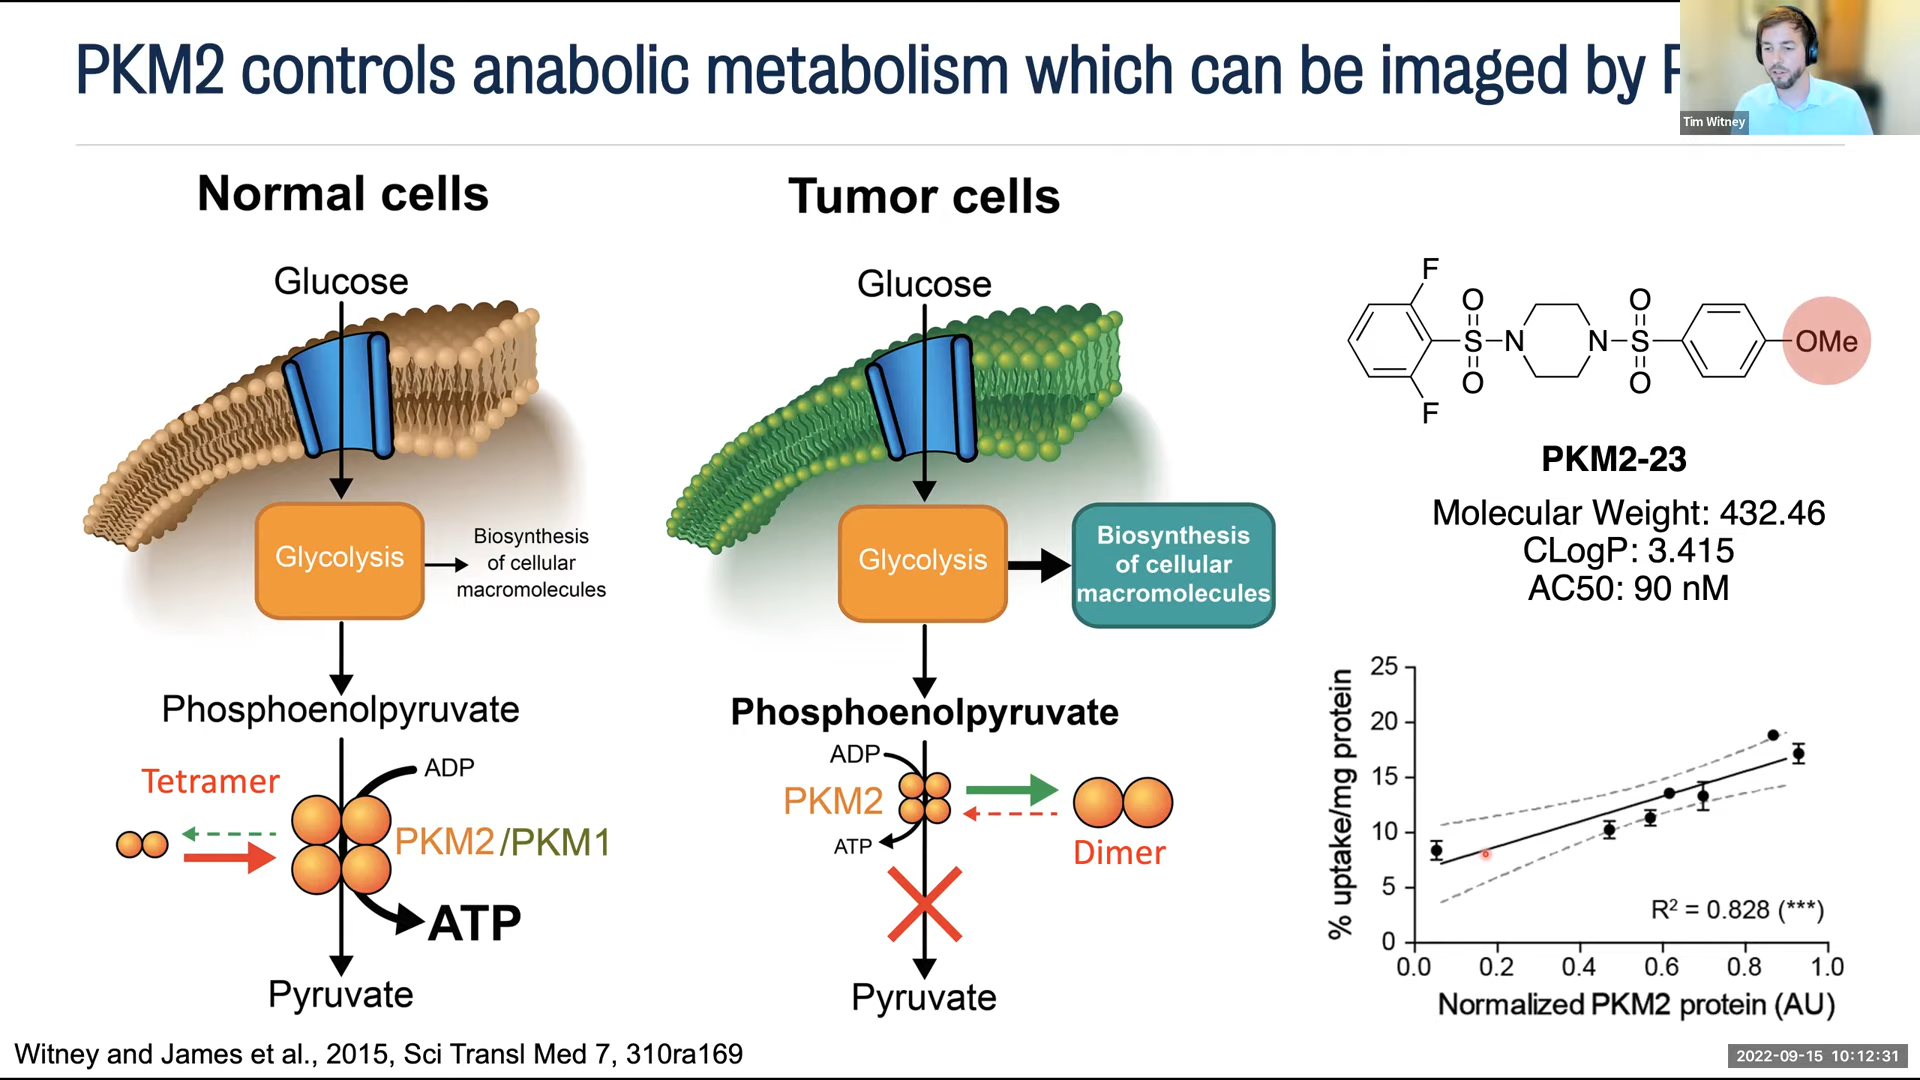 PKM2 controls anabolic metabolism which can be imaged by
Tim Witney
Normal cells
Glucose
Glycolysis
Biosynthesis
of cellular
macromolecules
Phosphoenolpyruvate
Tetramer
ADP
PKM2/PKM1
ATP
Pyruvate
Tumor cells
Glucose
Glycolysis
Biosynthesis
of cellular
macromolecules
Phosphoenolpyruvate
ADP
PKM2
ATP
Dimer
Pyruvate
F
O O
S N N S OMe
O O
F
PKM2-23
Molecular Weight: 432.46
CLogP: 3.415
AC50: 90 nM
% uptake/mg protein
25
20
15
10
5
0
R² = 0.828 (***)
0.0 0.2 0.4 0.6 0.8 1.0
Normalized PKM2 protein (AU)
Witney and James et al., 2015, Sci Transl Med 7, 310ra169
2022-09-15 10:12:31